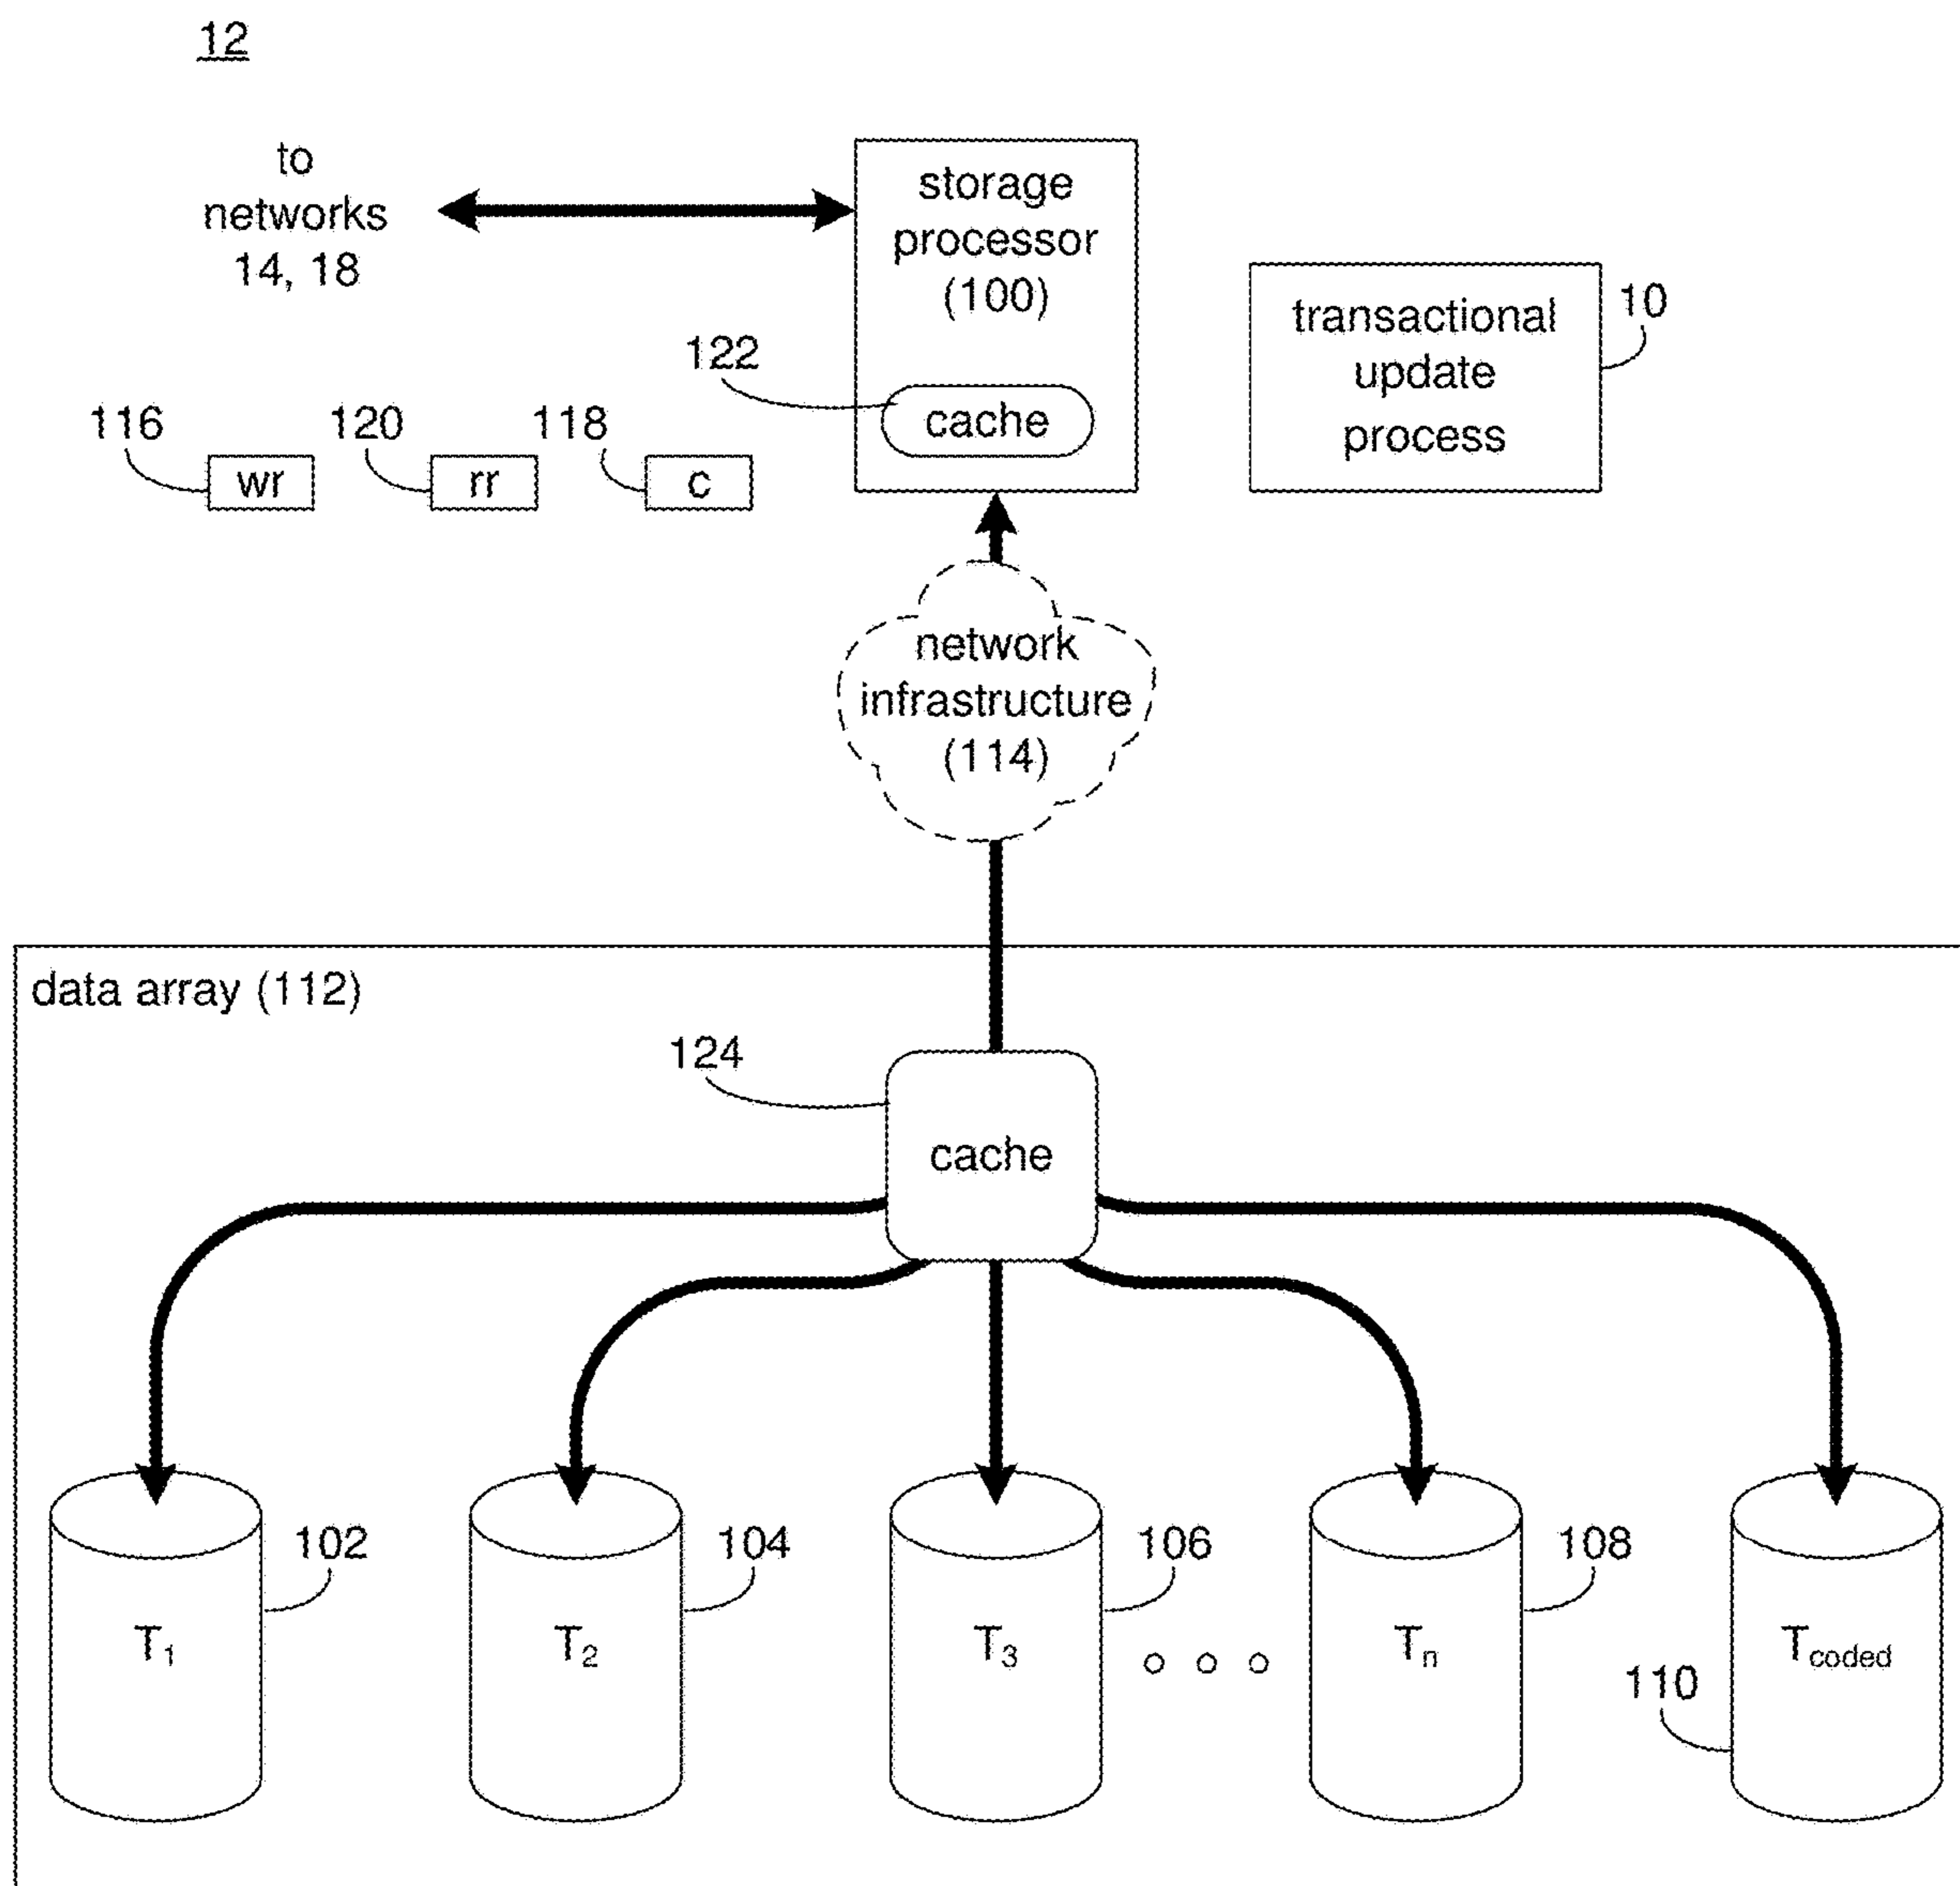 12
to
networks
14, 18
storage
processor
(100)
122
cache
transactional
update
process
10
116
wr
120
rr
118
c
network
infrastructure
(114)
data array (112)
124
cache
T1
102
T2
104
T3
106
Tn
108
Tcoded
110